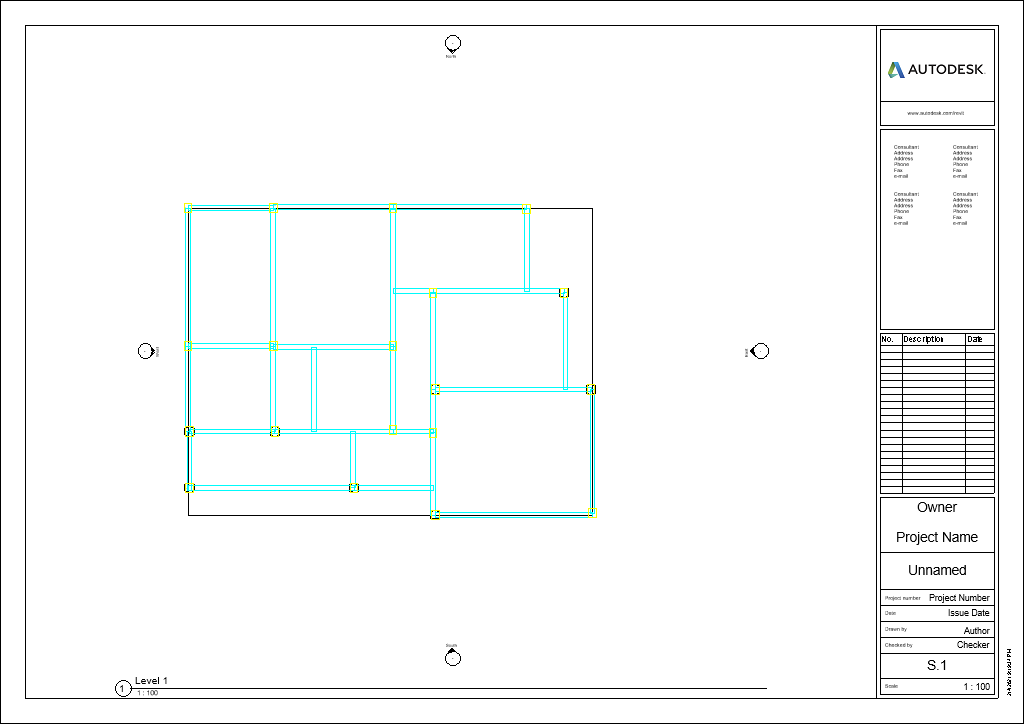 North
AUTODESK.
www.autodesk.com/revit
Consultant Consultant
Address Address
Address Address
Phone Phone
Fax Fax
e-mail e-mail
Consultant Consultant
Address Address
Address Address
Phone Phone
Fax Fax
e-mail e-mail
No. Description Date
East
South
Owner
Project Name
Unnamed
Project number Project Number
Date Issue Date
Drawn by Author
Checked by Checker
S.1
Scale 1 : 100
1 Level 1
1 : 100